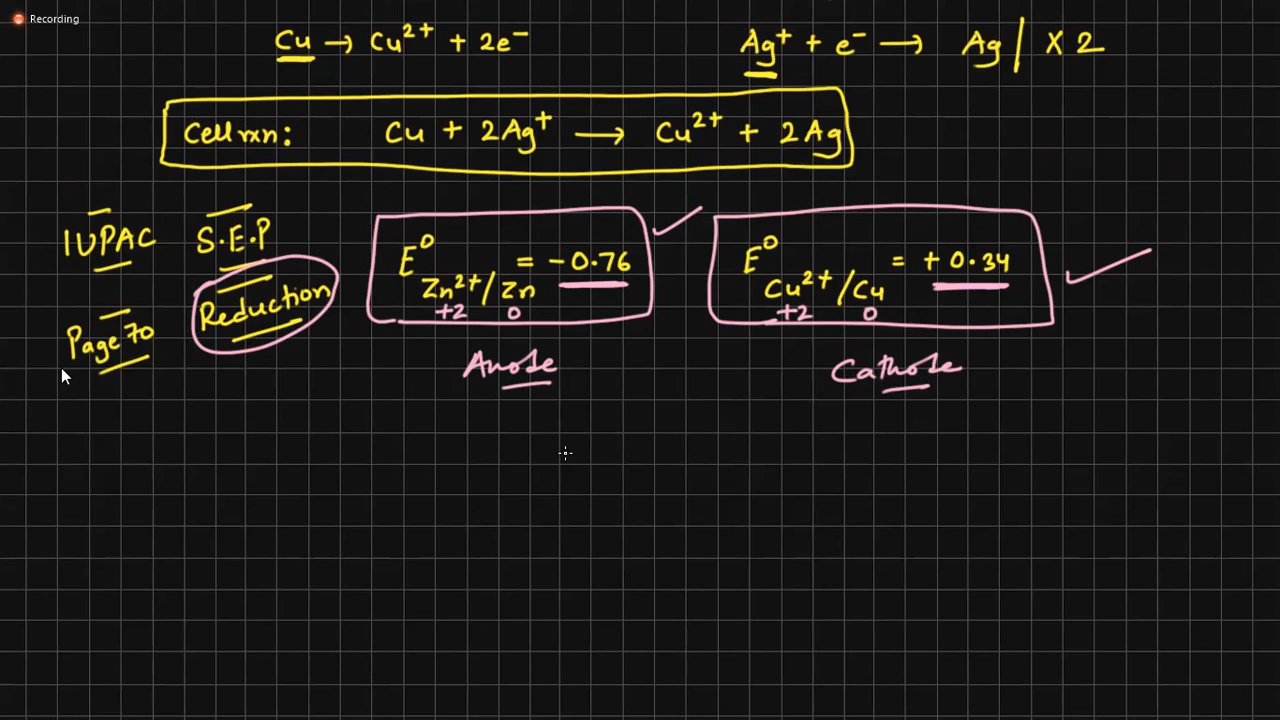 Recording
Cu → Cu²⁺ + 2e⁻
Ag⁺ + e⁻ → Ag | X 2
Cell rxn: Cu + 2Ag⁺ → Cu²⁺ + 2Ag
IUPAC S.E.P
Reduction
Page 70
E⁰ Zn²⁺/Zn = -0.76
+2 0
Anode
E⁰ Cu²⁺/Cu = +0.34
+2 0
Cathode